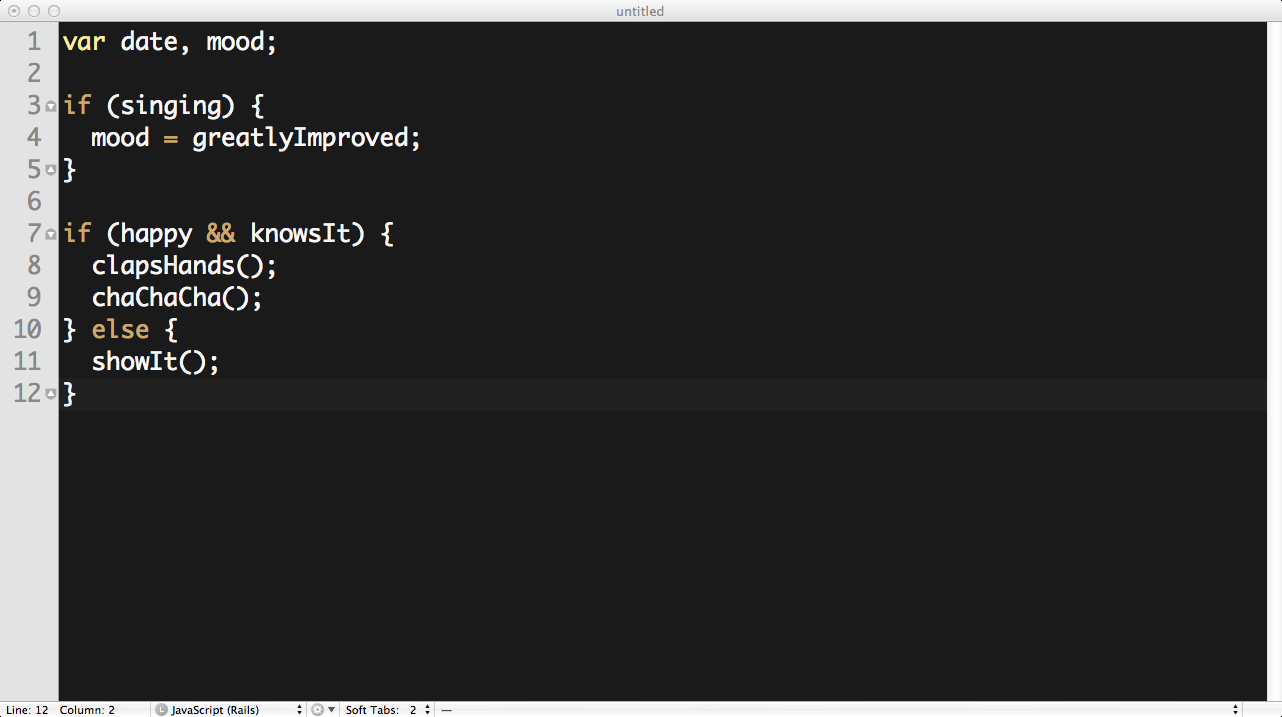 untitled
1 var date, mood;
2
3 if (singing) {
4   mood = greatlyImproved;
5 }
6
7 if (happy && knowsIt) {
8   clapsHands();
9   chaChaCha();
10 } else {
11   showIt();
12 }
Line: 12 Column: 2 L JavaScript (Rails) Soft Tabs: 2 —